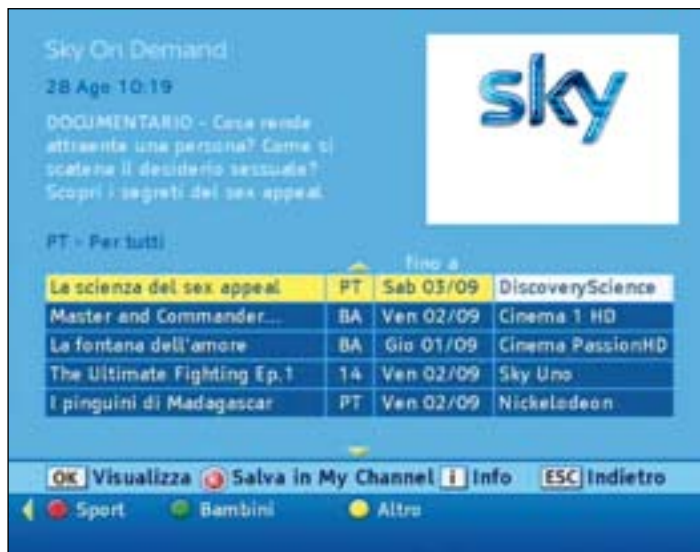 Sky On Demand
28 Ago 10:19
sky
DOCUMENTARIO - Cosa rende
attraente una persona? Come si
scatena il desiderio sessuale?
Scopri i segreti del sex appeal
PT - Per tutti
fino a
La scienza del sex appeal PT Sab 03/09 DiscoveryScience
Master and Commander... BA Ven 02/09 Cinema 1 HD
La fontana dell'amore BA Gio 01/09 Cinema PassionHD
The Ultimate Fighting Ep.1 14 Ven 02/09 Sky Uno
I pinguini di Madagascar PT Ven 02/09 Nickelodeon
OK Visualizza Salva in My Channel i Info ESC Indietro
Sport Bambini Altro